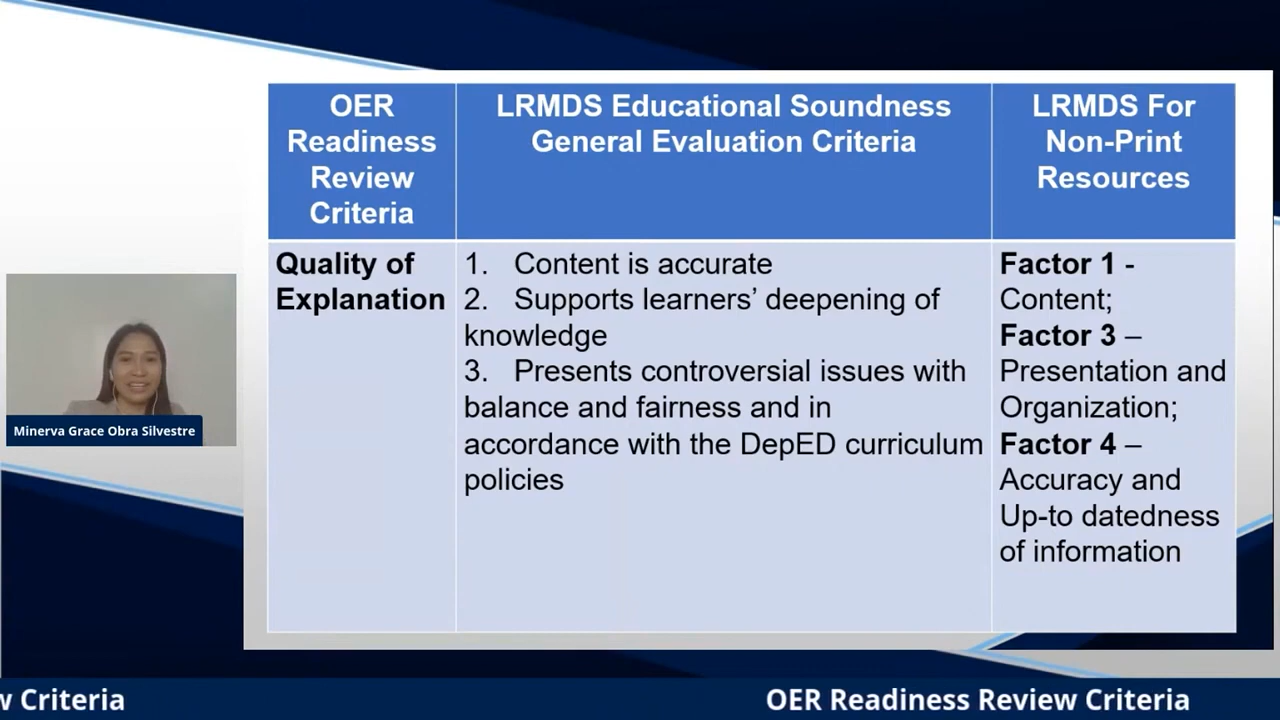 OER
Readiness
Review
Criteria
LRMDS Educational Soundness
General Evaluation Criteria
LRMDS For
Non-Print
Resources
Quality of
Explanation
1. Content is accurate
2. Supports learners’ deepening of
knowledge
3. Presents controversial issues with
balance and fairness and in
accordance with the DepED curriculum
policies
Factor 1 -
Content;
Factor 3 –
Presentation and
Organization;
Factor 4 –
Accuracy and
Up-to datedness
of information
Minerva Grace Obra Silvestre
w Criteria
OER Readiness Review Criteria